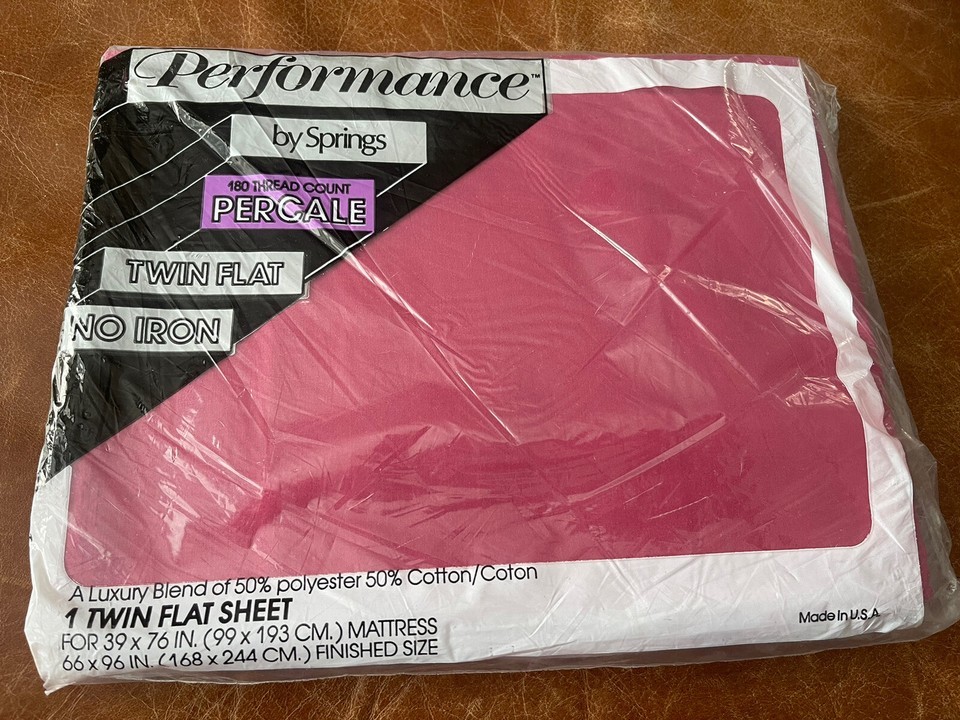 Performance™
by Springs
180 THREAD COUNT
PERCALE
TWIN FLAT
NO IRON
A Luxury Blend of 50% polyester 50% Cotton/Coton
1 TWIN FLAT SHEET
FOR 39 x 76 IN. (99 x 193 CM.) MATTRESS
66 x 96 IN. (168 x 244 CM.) FINISHED SIZE
Made in U.S.A.